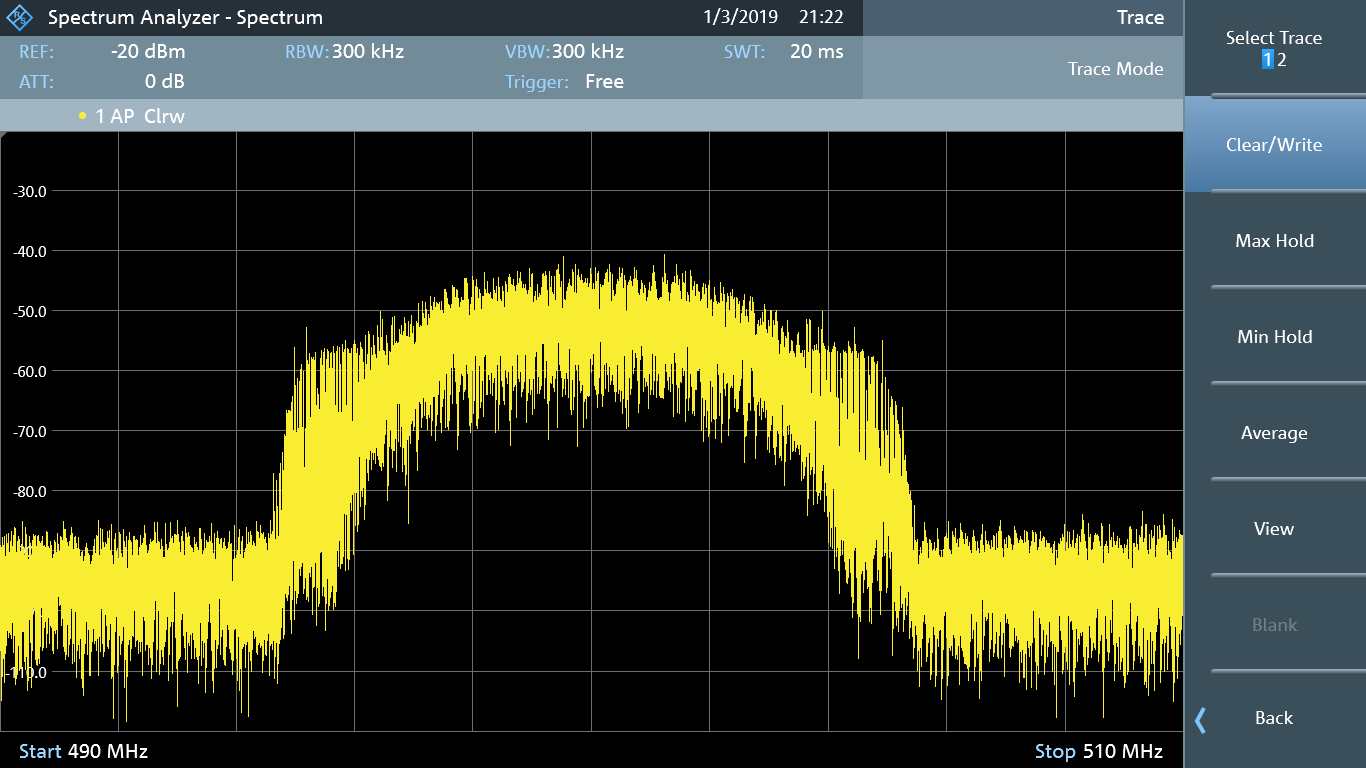 Spectrum Analyzer - Spectrum 1/3/2019 21:22 Trace
REF: -20 dBm RBW: 300 kHz VBW: 300 kHz SWT: 20 ms
Trace Mode
ATT: 0 dB Trigger: Free
1 AP Clrw
-30.0
-40.0
-50.0
-60.0
-70.0
-80.0
-110.0
Start 490 MHz Stop 510 MHz
Select Trace
1 2
Clear/Write
Max Hold
Min Hold
Average
View
Blank
Back